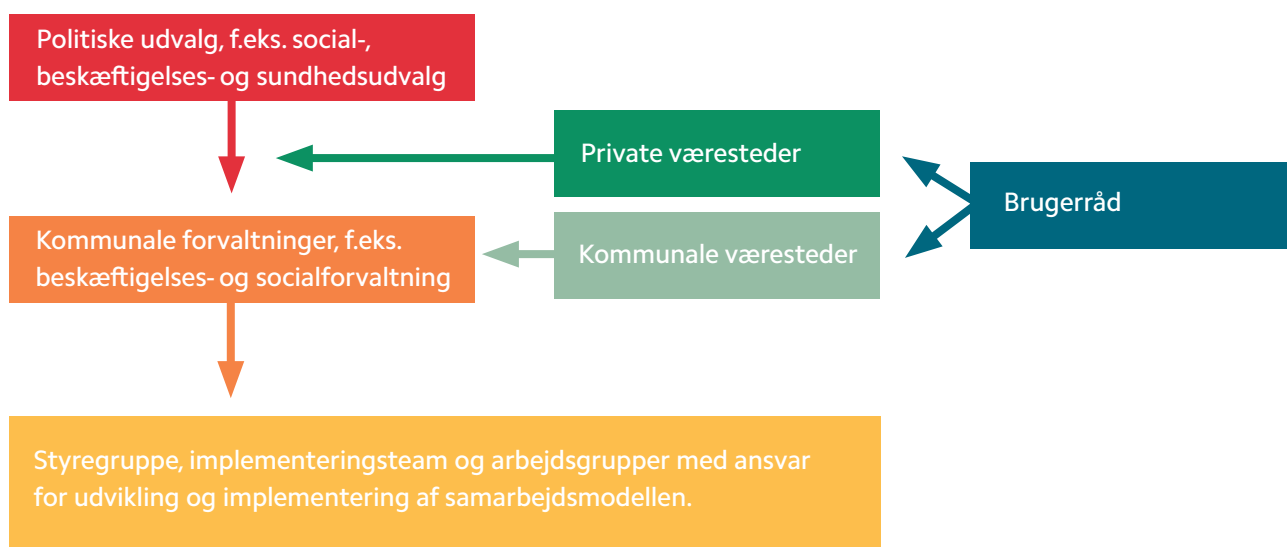 Politiske udvalg, f.eks. social-,
beskæftigelses- og sundhedsudvalg
Private væresteder
Brugerråd
Kommunale forvaltninger, f.eks.
beskæftigelses- og socialforvaltning
Kommunale væresteder
Styregruppe, implementeringsteam og arbejdsgrupper med ansvar
for udvikling og implementering af samarbejdsmodellen.